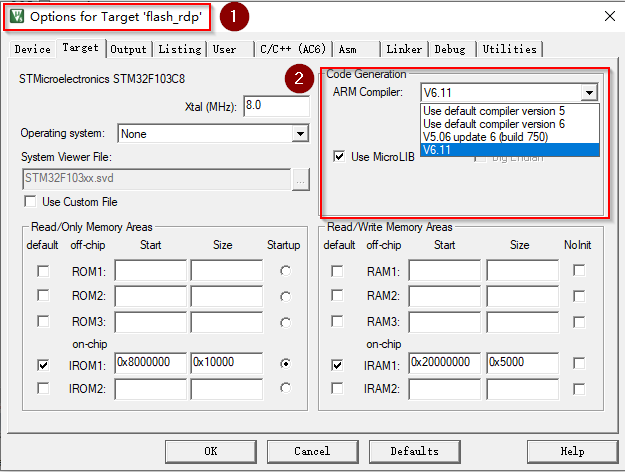 Options for Target 'flash_rdp'
1
Device
Target
Output
Listing
User
C/C++ (AC6)
Asm
Linker
Debug
Utilities
STMicroelectronics STM32F103C8
Xtal (MHz): 8.0
Operating system: None
System Viewer File:
STM32F103xx.svd
...
Use Custom File
2
Code Generation
ARM Compiler: V6.11
Use default compiler version 5
Use default compiler version 6
V5.06 update 6 (build 750)
V6.11
Use MicroLIB
Big Endian
Read/Only Memory Areas
default off-chip Start Size Startup
ROM1:
ROM2:
ROM3:
on-chip
IROM1: 0x8000000 0x10000
IROM2:
Read/Write Memory Areas
default off-chip Start Size NoInit
RAM1:
RAM2:
RAM3:
on-chip
IRAM1: 0x20000000 0x5000
IRAM2:
OK
Cancel
Defaults
Help